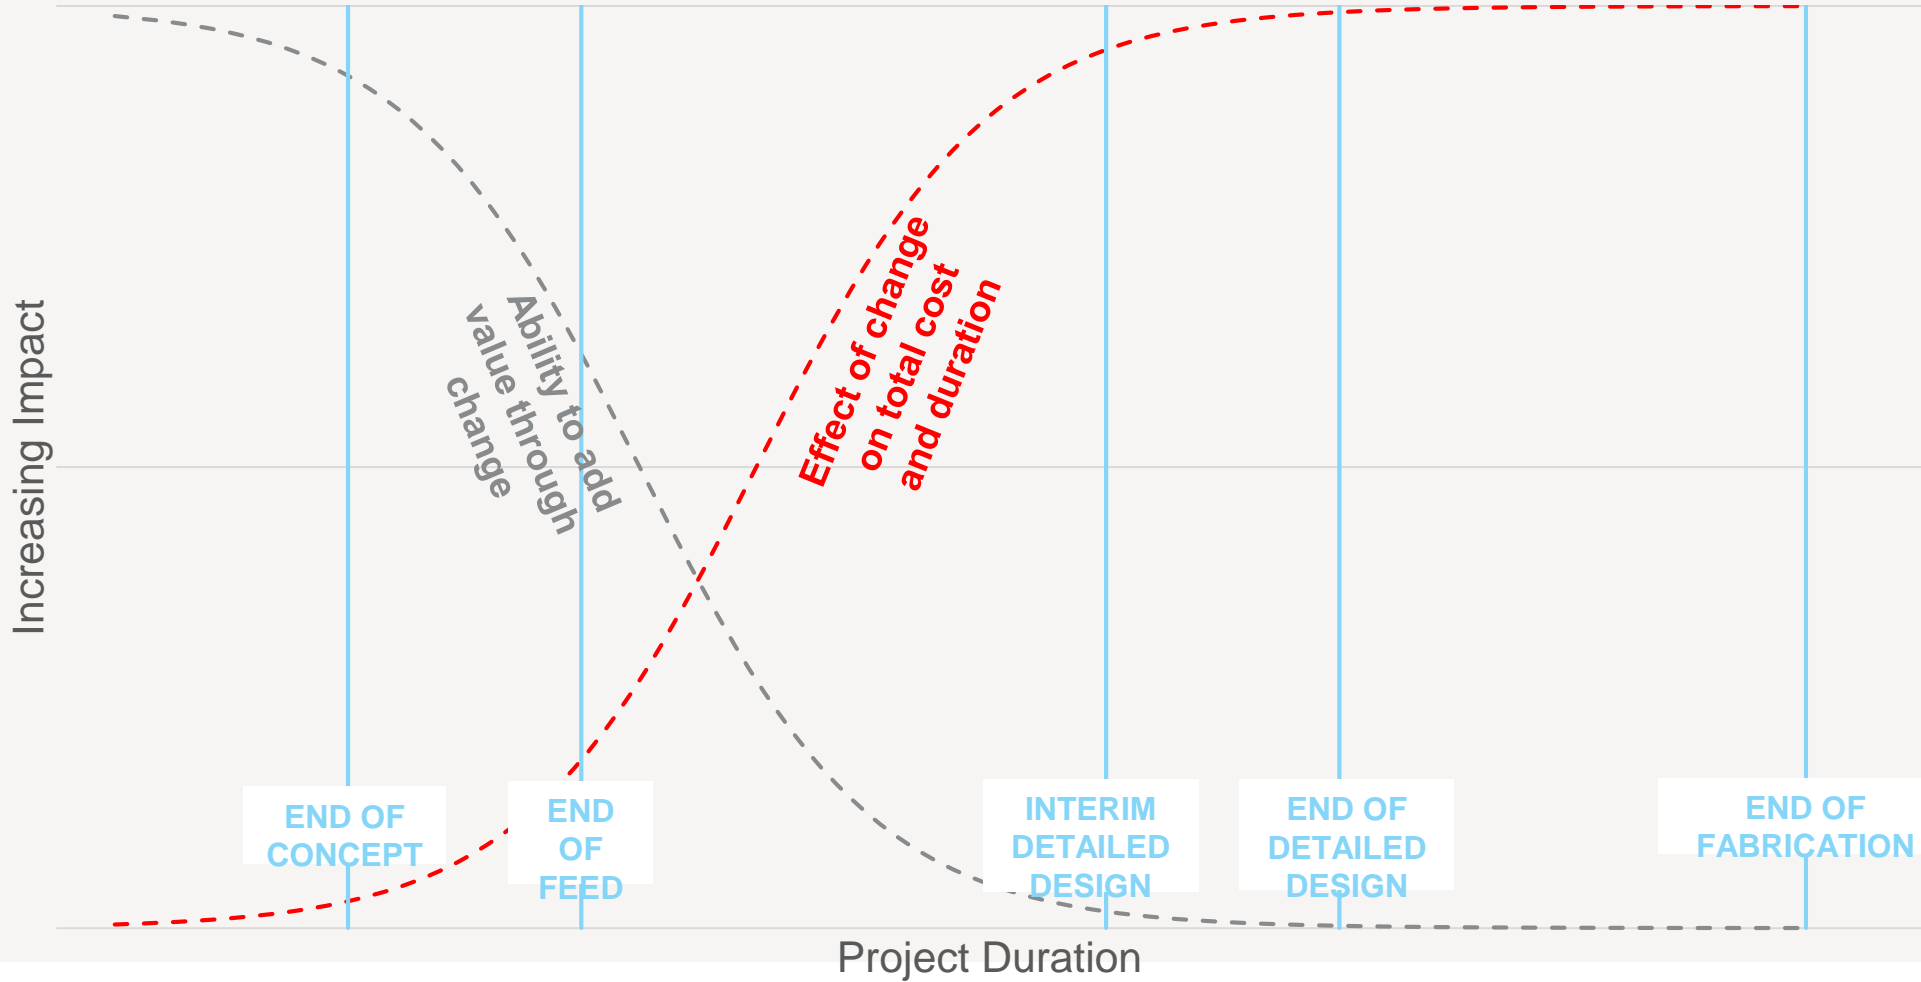 Increasing Impact
Ability to add
value through
change
Effect of change
on total cost
and duration
END OF
CONCEPT
END
OF
FEED
INTERIM
DETAILED
DESIGN
END OF
DETAILED
DESIGN
END OF
FABRICATION
Project Duration